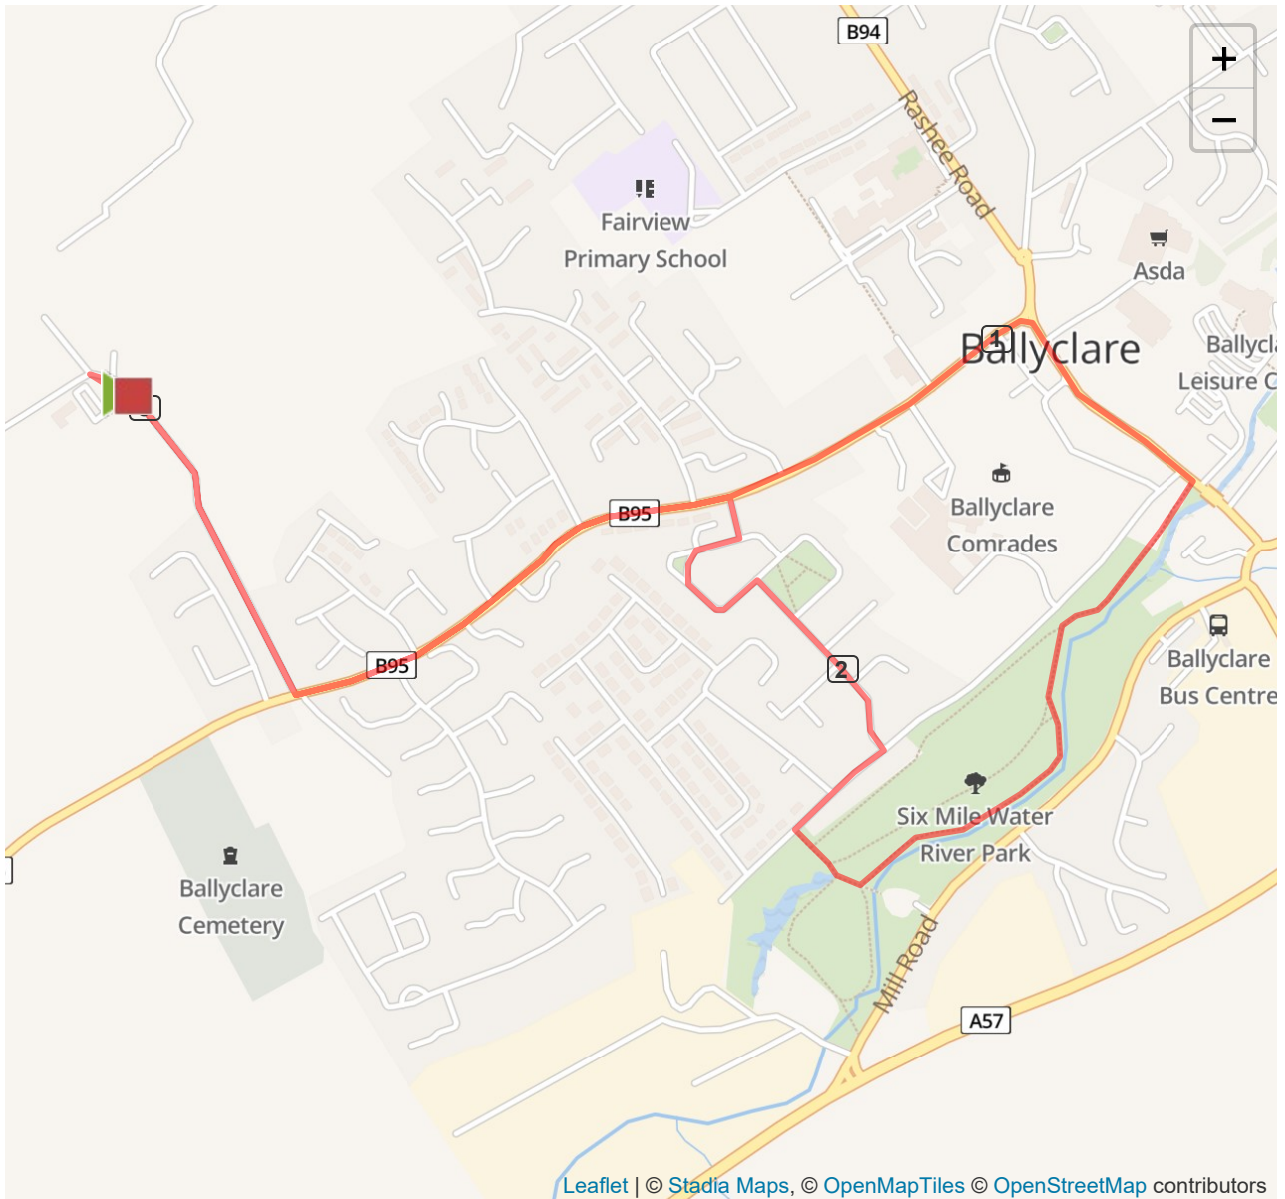 B94
+
−
Rashee Road
Fairview
Primary School
Asda
1
Ballyclare
Ballycla
Leisure C
Ballyclare
Comrades
B95
B95
2
Ballyclare
Bus Centre
Six Mile Water
River Park
Ballyclare
Cemetery
Mill Road
A57
Leaflet | © Stadia Maps, © OpenMapTiles © OpenStreetMap contributors